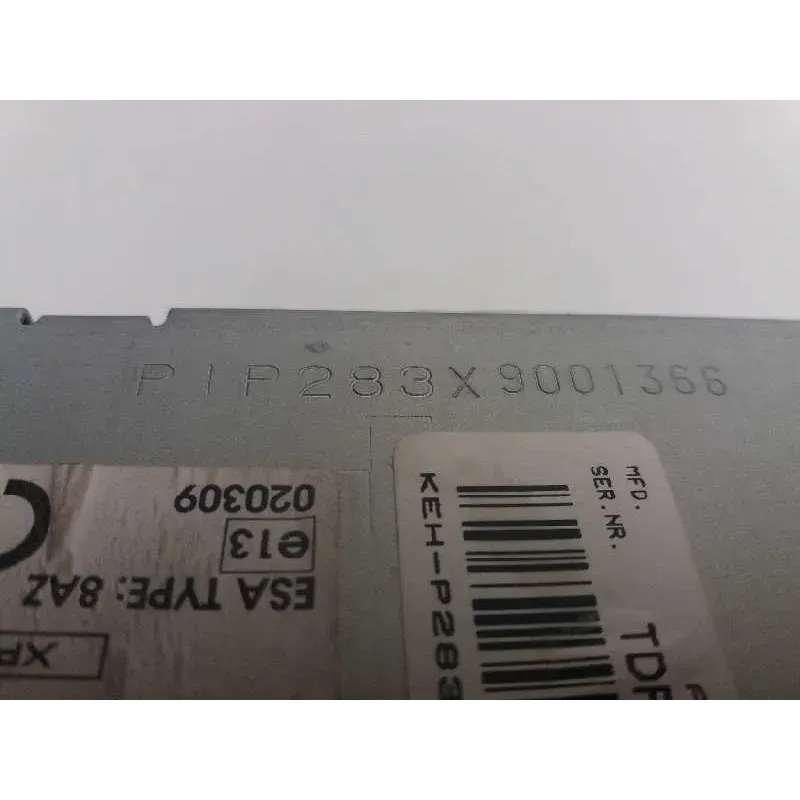 PIP283X9001366
020309
e13
ESA TYPE: 8AZ
MFD.
SER.NR.
KEH-P283